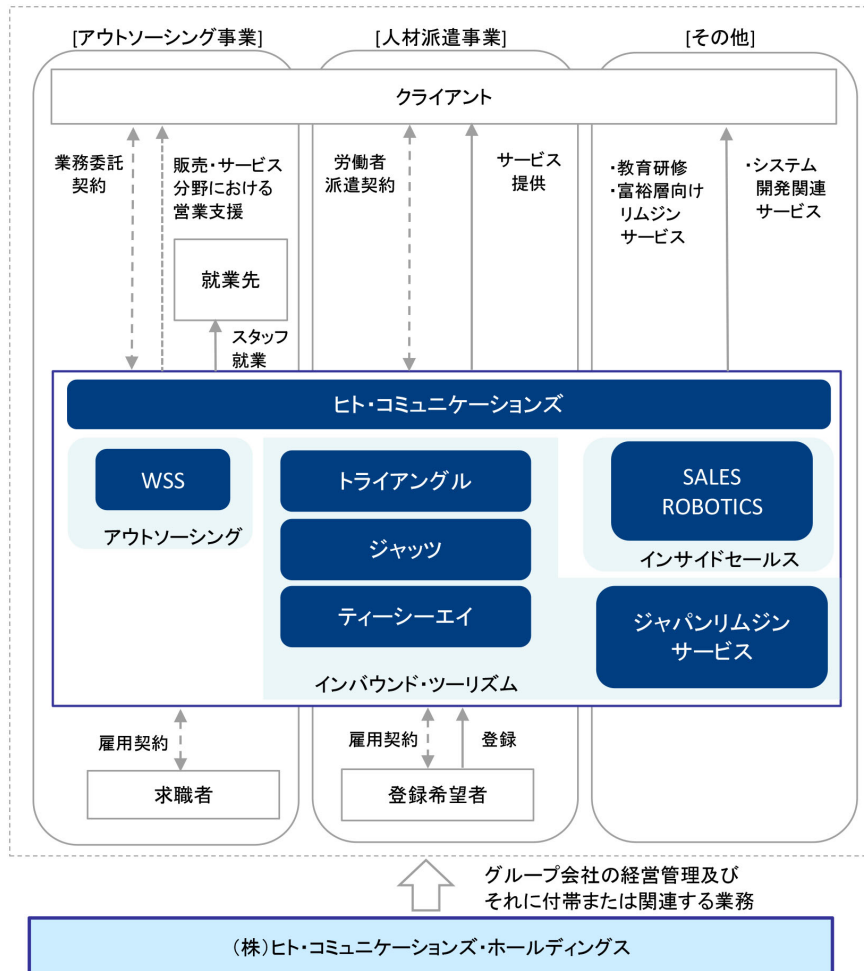 [アウトソーシング事業]
[人材派遣事業]
[その他]
クライアント
業務委託
契約
販売・サービス
分野における
営業支援
労働者
派遣契約
サービス
提供
・教育研修
・富裕層向け
リムジン
サービス
・システム
開発関連
サービス
就業先
スタッフ
就業
ヒト・コミュニケーションズ
WSS
アウトソーシング
トライアングル
ジャッツ
ティーシーエイ
インバウンド・ツーリズム
SALES
ROBOTICS
インサイドセールス
ジャパンリムジン
サービス
雇用契約
求職者
雇用契約
登録
登録希望者
グループ会社の経営管理及び
それに付帯または関連する業務
(株)ヒト・コミュニケーションズ・ホールディングス